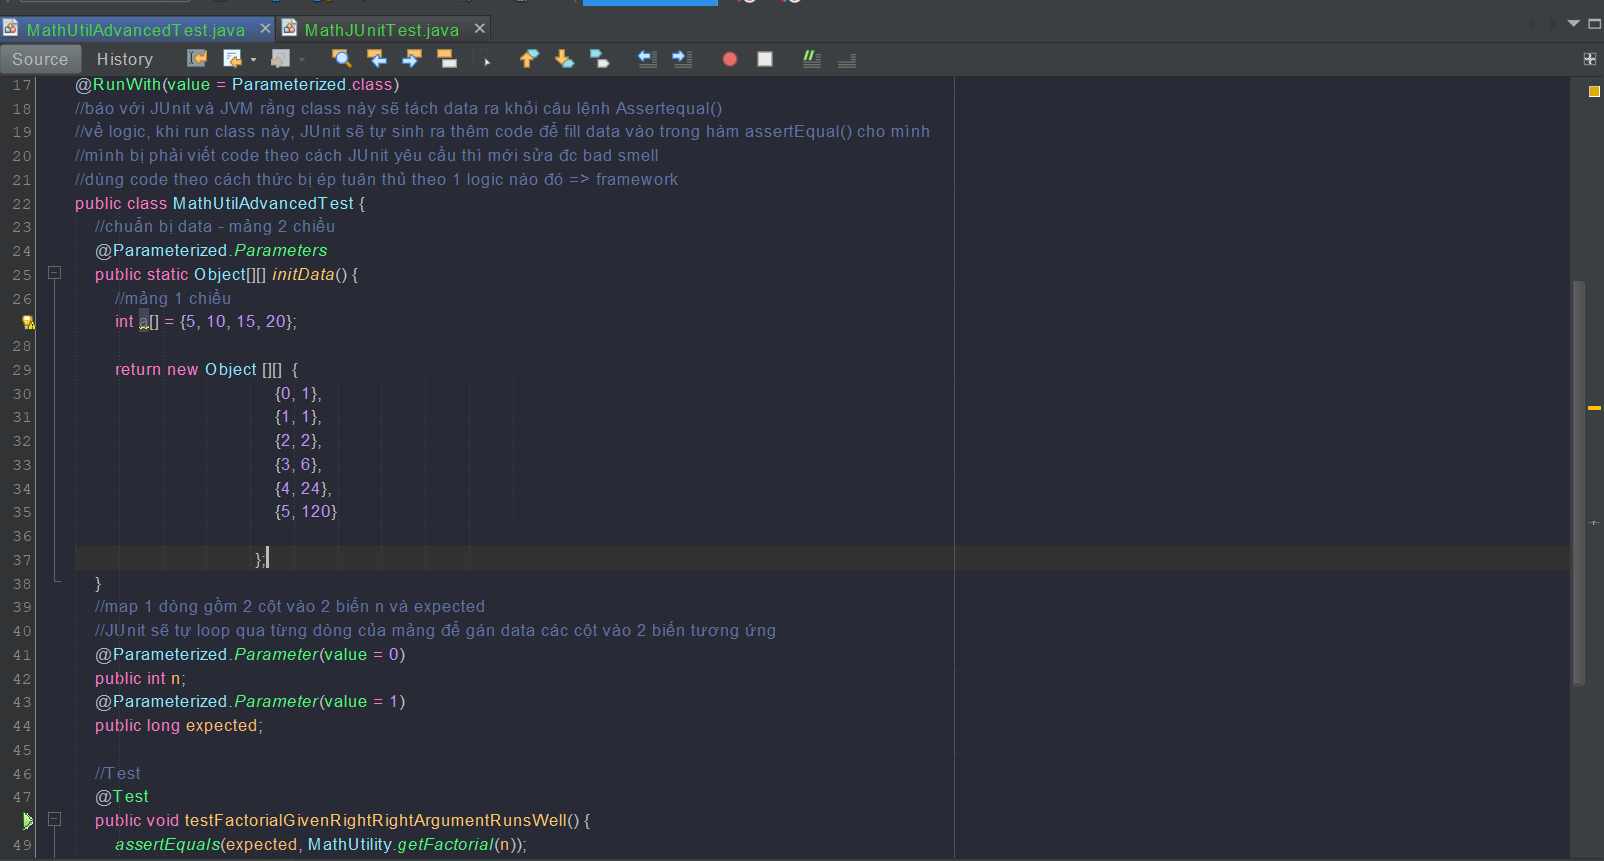 MathUtilAdvancedTest.java MathJUnitTest.java
Source History
17 @RunWith(value = Parameterized.class)
18 //báo với JUnit và JVM rằng class này sẽ tách data ra khỏi câu lệnh Assertequal()
19 //về logic, khi run class này, JUnit sẽ tự sinh ra thêm code để fill data vào trong hàm assertEqual() cho mình
20 //mình bị phải viết code theo cách JUnit yêu cầu thì mới sửa đc bad smell
21 //dùng code theo cách thức bị ép tuân thủ theo 1 logic nào đó => framework
22 public class MathUtilAdvancedTest {
23 //chuẩn bị data - mảng 2 chiều
24 @Parameterized.Parameters
25 public static Object[][] initData() {
26 //mảng 1 chiều
int a[] = {5, 10, 15, 20};
28
29 return new Object [][] {
30 {0, 1},
31 {1, 1},
32 {2, 2},
33 {3, 6},
34 {4, 24},
35 {5, 120}
36
37 };
38 }
39 //map 1 dòng gồm 2 cột vào 2 biến n và expected
40 //JUnit sẽ tự loop qua từng dòng của mảng để gán data các cột vào 2 biến tương ứng
41 @Parameterized.Parameter(value = 0)
42 public int n;
43 @Parameterized.Parameter(value = 1)
44 public long expected;
45
46 //Test
47 @Test
public void testFactorialGivenRightRightArgumentRunsWell() {
49 assertEquals(expected, MathUtility.getFactorial(n));